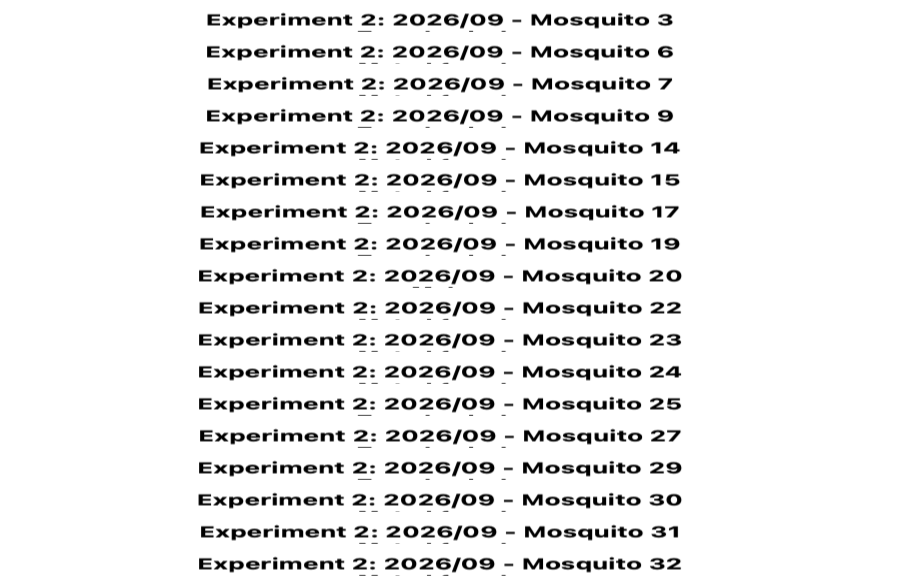 Experiment 2: 2026/09 – Mosquito 3
Experiment 2: 2026/09 – Mosquito 6
Experiment 2: 2026/09 – Mosquito 7
Experiment 2: 2026/09 – Mosquito 9
Experiment 2: 2026/09 – Mosquito 14
Experiment 2: 2026/09 – Mosquito 15
Experiment 2: 2026/09 – Mosquito 17
Experiment 2: 2026/09 – Mosquito 19
Experiment 2: 2026/09 – Mosquito 20
Experiment 2: 2026/09 – Mosquito 22
Experiment 2: 2026/09 – Mosquito 23
Experiment 2: 2026/09 – Mosquito 24
Experiment 2: 2026/09 – Mosquito 25
Experiment 2: 2026/09 – Mosquito 27
Experiment 2: 2026/09 – Mosquito 29
Experiment 2: 2026/09 – Mosquito 30
Experiment 2: 2026/09 – Mosquito 31
Experiment 2: 2026/09 – Mosquito 32